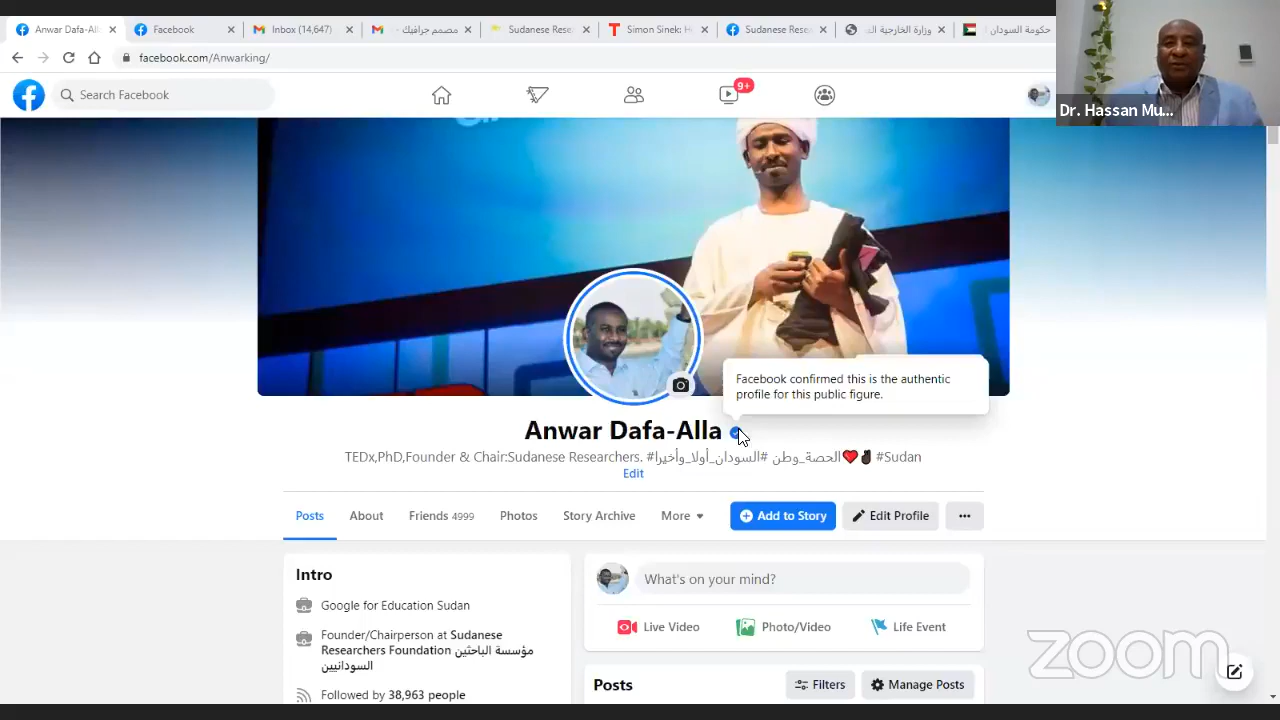 Anwar Dafa-Alla
Facebook
Inbox (14,647)
مصمم جرافيك -
Sudanese Rese
Simon Sinek: H
Sudanese Rese
وزارة الخارجية
حكومة السودان
facebook.com/Anwarking/
Search Facebook
9+
Dr. Hassan Mu...
Facebook confirmed this is the authentic
profile for this public figure.
Anwar Dafa-Alla
TEDx,PhD,Founder & Chair:Sudanese Researchers. #الحصة_وطن #السودان_أولا_وأخيرا❤️✌🏿 #Sudan
Edit
Posts
About
Friends 4999
Photos
Story Archive
More
Add to Story
Edit Profile
Intro
Google for Education Sudan
Founder/Chairperson at Sudanese
Researchers Foundation مؤسسة الباحثين
السودانيين
Followed by 38,963 people
What's on your mind?
Live Video
Photo/Video
Life Event
Posts
Filters
Manage Posts
zoom